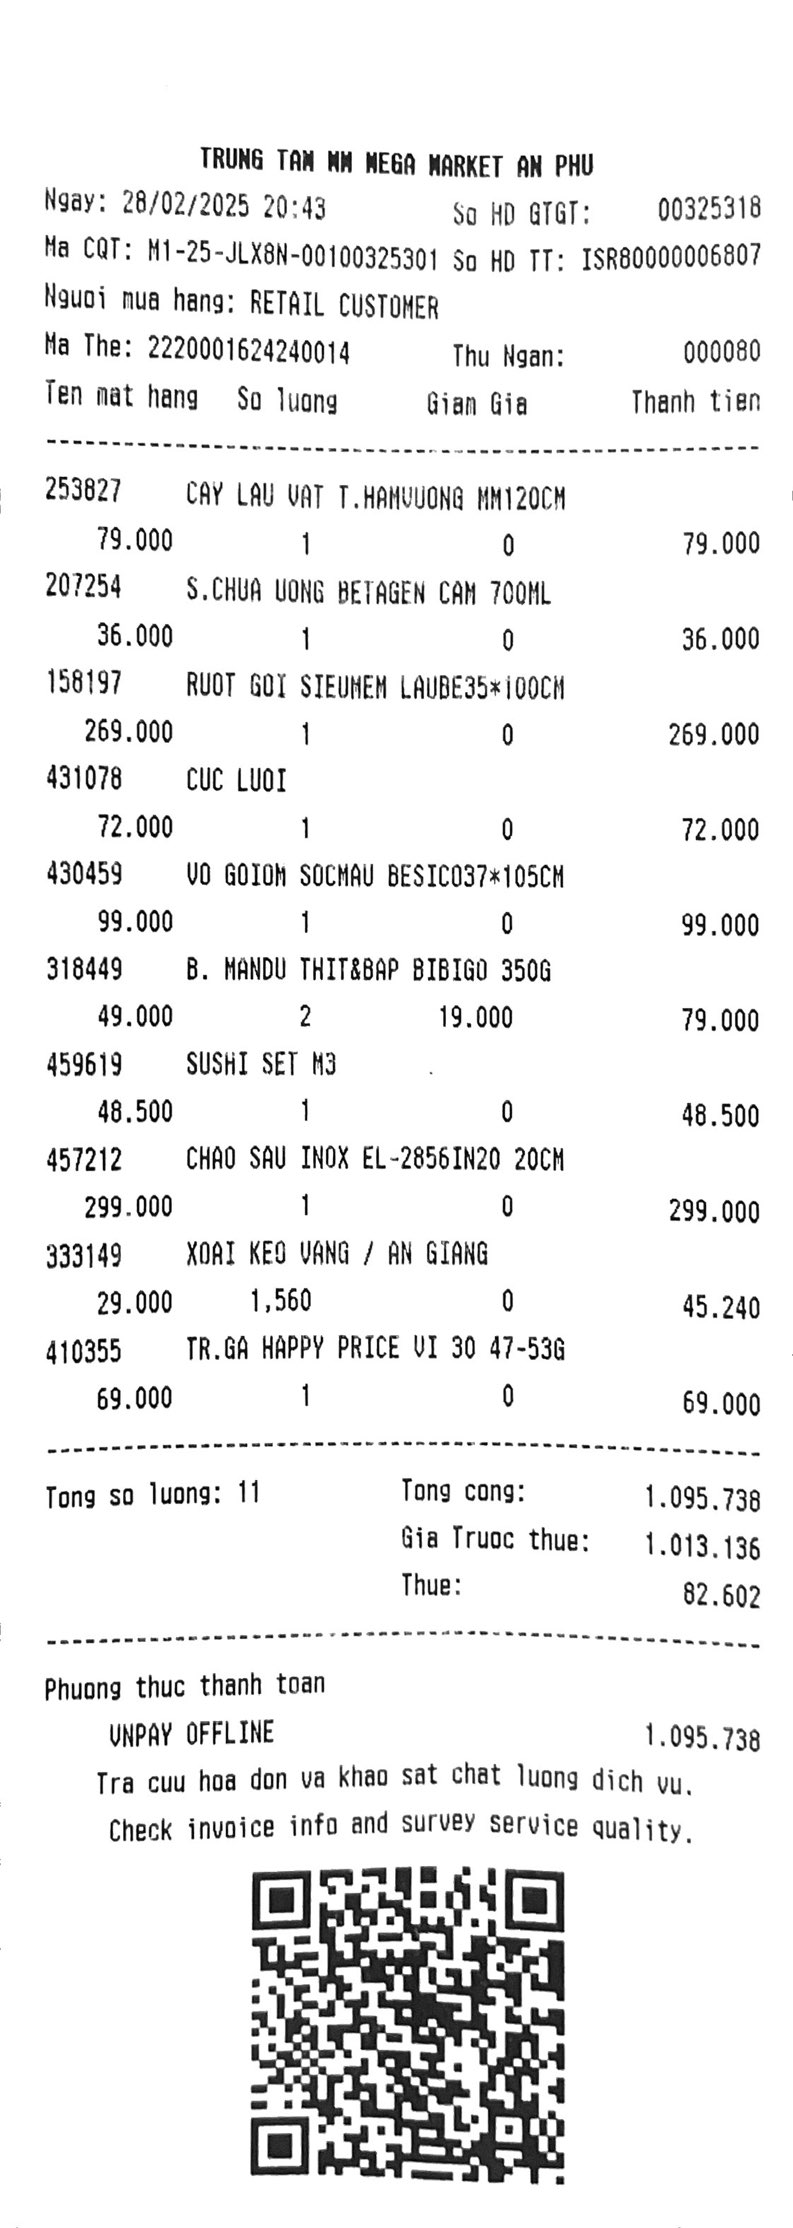 TRUNG TAM MM MEGA MARKET AN PHU
Ngay: 28/02/2025 20:43 So HD GTGT: 00325318
Ma CQT: M1-25-JLX8N-00100325301 So HD TT: ISR80000006807
Nguoi mua hang: RETAIL CUSTOMER
Ma The: 2220001624240014 Thu Ngan: 000080
Ten mat hang So luong Giam Gia Thanh tien
253827 CAY LAU VAT T.HAMVUONG MM120CM
79.000 1 0 79.000
207254 S.CHUA UONG BETAGEN CAM 700ML
36.000 1 0 36.000
158197 RUOT GOI SIEUMEM LAUBE35*100CM
269.000 1 0 269.000
431078 CUC LUOI
72.000 1 0 72.000
430459 VO GOIOM SOCMAU BESICO37*105CM
99.000 1 0 99.000
318449 B. MANDU THIT&BAP BIBIGO 350G
49.000 2 19.000 79.000
459619 SUSHI SET M3
48.500 1 0 48.500
457212 CHAO SAU INOX EL-2856IN20 20CM
299.000 1 0 299.000
333149 XOAI KEO VANG / AN GIANG
29.000 1,560 0 45.240
410355 TR.GA HAPPY PRICE VI 30 47-53G
69.000 1 0 69.000
Tong so luong: 11 Tong cong: 1.095.738
Gia Truoc thue: 1.013.136
Thue: 82.602
Phuong thuc thanh toan
VNPAY OFFLINE 1.095.738
Tra cuu hoa don va khao sat chat luong dich vu.
Check invoice info and survey service quality.